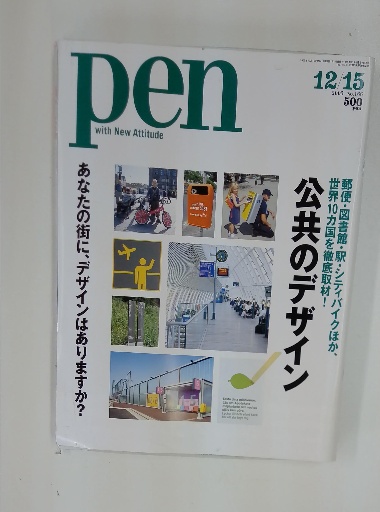 pen
with New Attitude
12/15
500
郵便・図書館・駅・シティバイクほか、
世界10カ国を徹底取材！
公共のデザイン
あなたの街に、デザインはありますか？